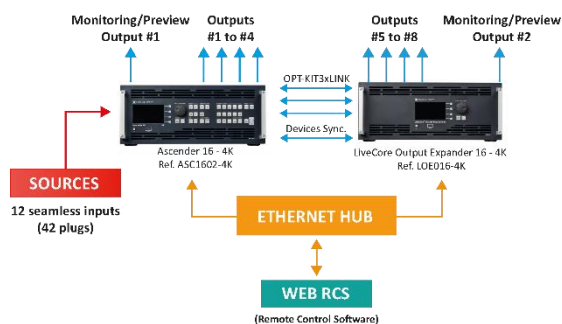 Monitoring/Preview
Output #1
Outputs
#1 to #4
Outputs
#5 to #8
Monitoring/Preview
Output #2
OPT-KIT3xLINK
Devices Sync.
Ascender 16 - 4K
Ref. ASC1602-4K
LiveCore Output Expander 16 - 4K
Ref. LOE016-4K
SOURCES
12 seamless inputs
(42 plugs)
ETHERNET HUB
WEB RCS
(Remote Control Software)